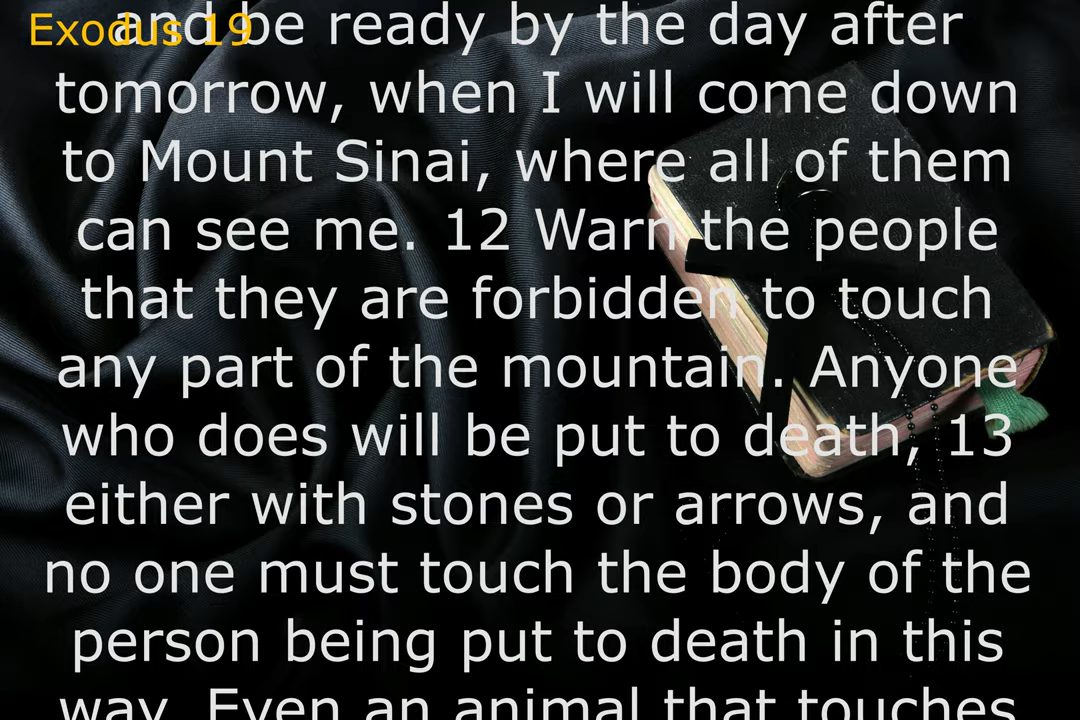 Exodus 19
and be ready by the day after
tomorrow, when I will come down
to Mount Sinai, where all of them
can see me. 12 Warn the people
that they are forbidden to touch
any part of the mountain. Anyone
who does will be put to death, 13
either with stones or arrows, and
no one must touch the body of the
person being put to death in this
way. Even an animal that touches